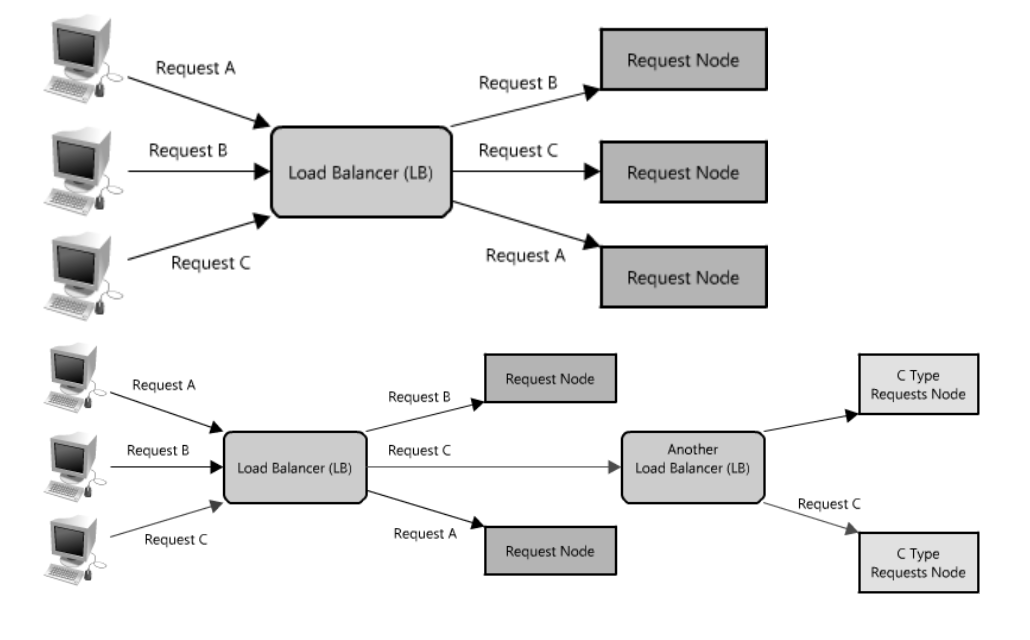 Request A
Request B
Request C
Load Balancer (LB)
Request B
Request C
Request A
Request Node
Request Node
Request Node
Request A
Request B
Request C
Load Balancer (LB)
Request B
Request C
Request A
Request Node
Request Node
Another
Load Balancer (LB)
Request C
C Type
Requests Node
C Type
Requests Node